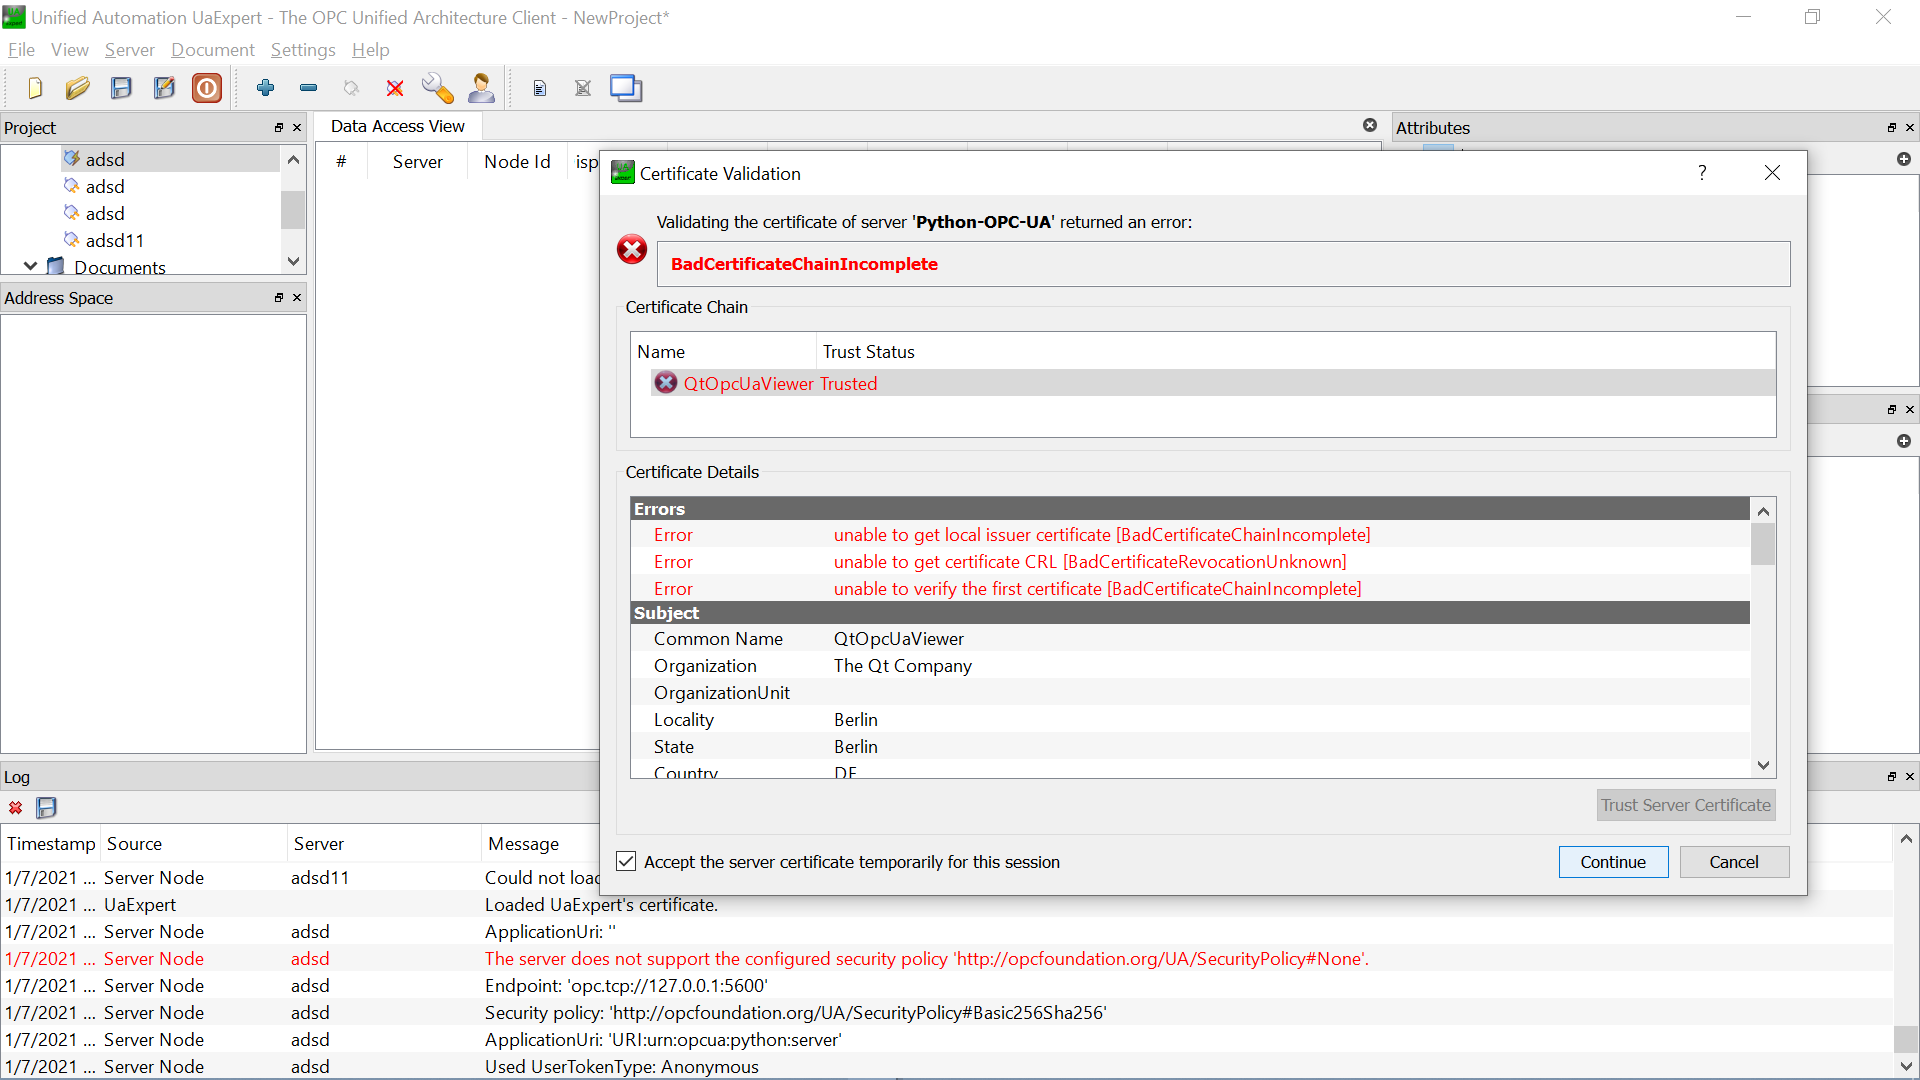 Unified Automation UaExpert - The OPC Unified Architecture Client - NewProject*
File View Server Document Settings Help
Project
adsd
adsd
adsd
adsd11
Documents
Address Space
Data Access View
# Server Node Id isp
Attributes
Certificate Validation
?
Validating the certificate of server 'Python-OPC-UA' returned an error:
BadCertificateChainIncomplete
Certificate Chain
Name Trust Status
QtOpcUaViewer Trusted
Certificate Details
Errors
Error unable to get local issuer certificate [BadCertificateChainIncomplete]
Error unable to get certificate CRL [BadCertificateRevocationUnknown]
Error unable to verify the first certificate [BadCertificateChainIncomplete]
Subject
Common Name QtOpcUaViewer
Organization The Qt Company
OrganizationUnit
Locality Berlin
State Berlin
Country DE
Trust Server Certificate
Accept the server certificate temporarily for this session
Continue Cancel
Log
Timestamp Source Server Message
1/7/2021 ... Server Node adsd11 Could not loa
1/7/2021 ... UaExpert Loaded UaExpert's certificate.
1/7/2021 ... Server Node adsd ApplicationUri: ''
1/7/2021 ... Server Node adsd The server does not support the configured security policy 'http://opcfoundation.org/UA/SecurityPolicy#None'.
1/7/2021 ... Server Node adsd Endpoint: 'opc.tcp://127.0.0.1:5600'
1/7/2021 ... Server Node adsd Security policy: 'http://opcfoundation.org/UA/SecurityPolicy#Basic256Sha256'
1/7/2021 ... Server Node adsd ApplicationUri: 'URI:urn:opcua:python:server'
1/7/2021 ... Server Node adsd Used UserTokenType: Anonymous